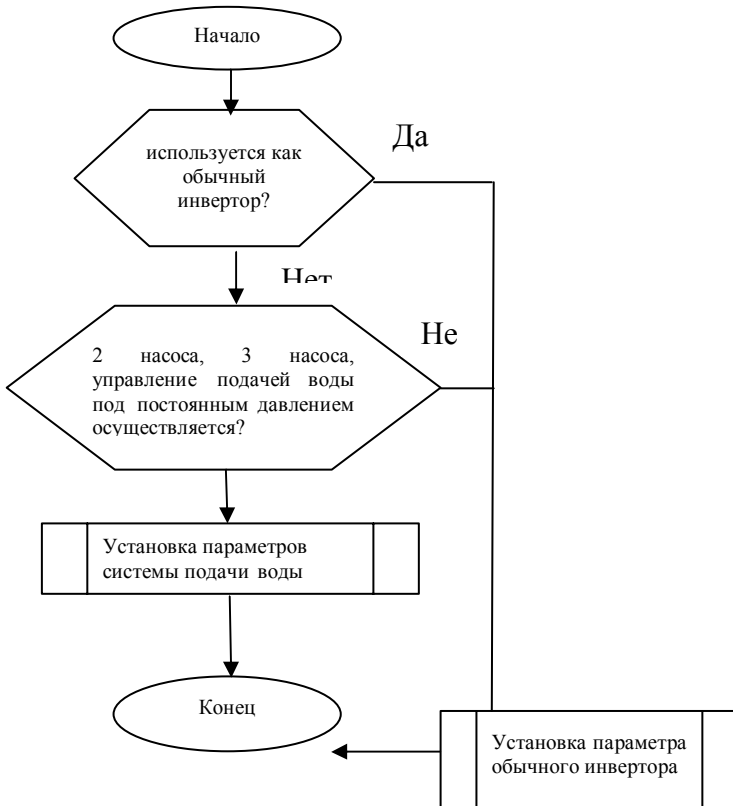 Начало
Да
используется как
обычный
инвертор?
Нет
Не
2 насоса, 3 насоса,
управление подачей воды
под постоянным давлением
осуществляется?
Установка параметров
системы подачи воды
Конец
Установка параметра
обычного инвертора